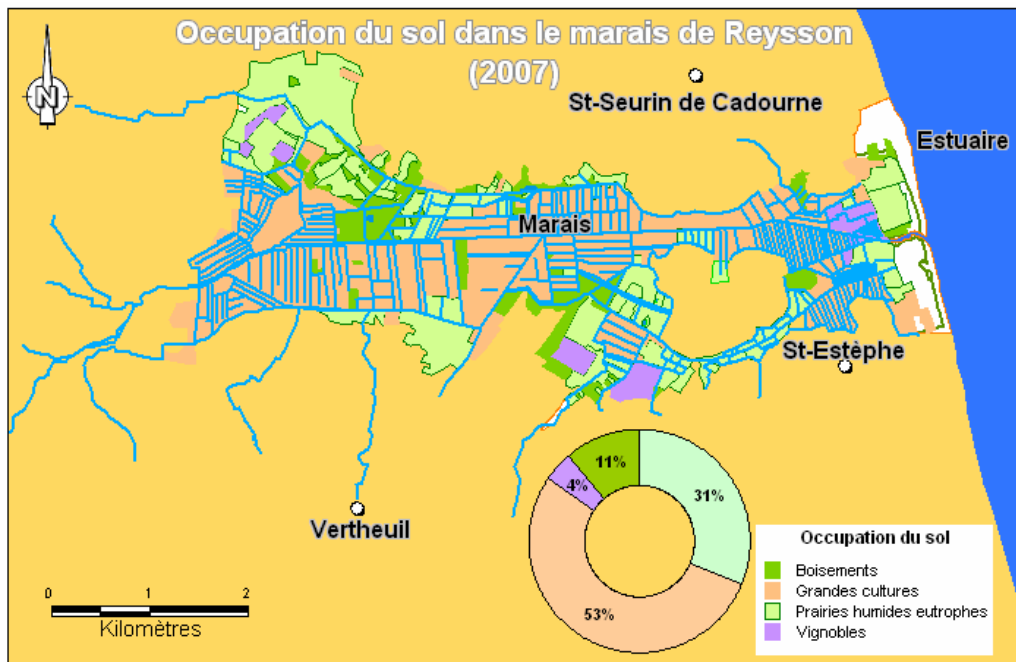 Occupation du sol dans le marais de Reysson
(2007)
N
St-Seurin de Cadourne
Estuaire
Marais
St-Estèphe
Vertheuil
11%
4%
31%
53%
Occupation du sol
Boisements
Grandes cultures
Prairies humides eutrophes
Vignobles
0 1 2
Kilomètres